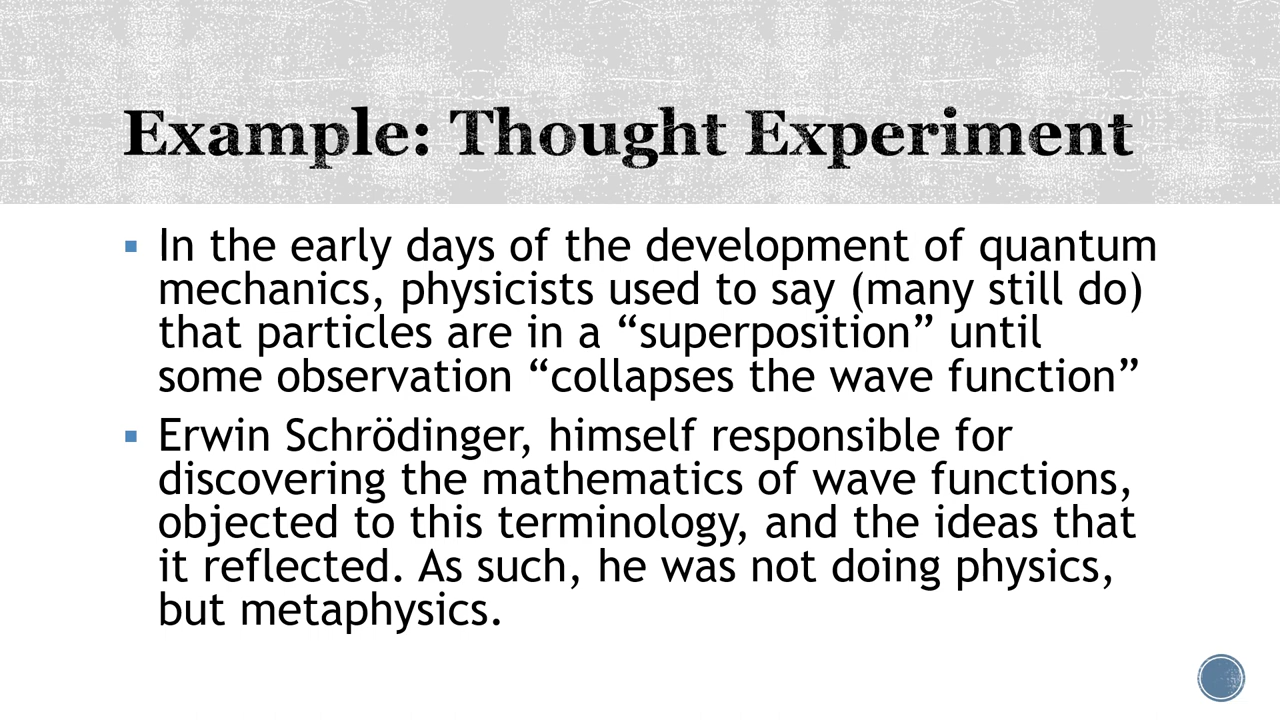 Example: Thought Experiment
▪ In the early days of the development of quantum
mechanics, physicists used to say (many still do)
that particles are in a “superposition” until
some observation “collapses the wave function”
▪ Erwin Schrödinger, himself responsible for
discovering the mathematics of wave functions,
objected to this terminology, and the ideas that
it reflected. As such, he was not doing physics,
but metaphysics.